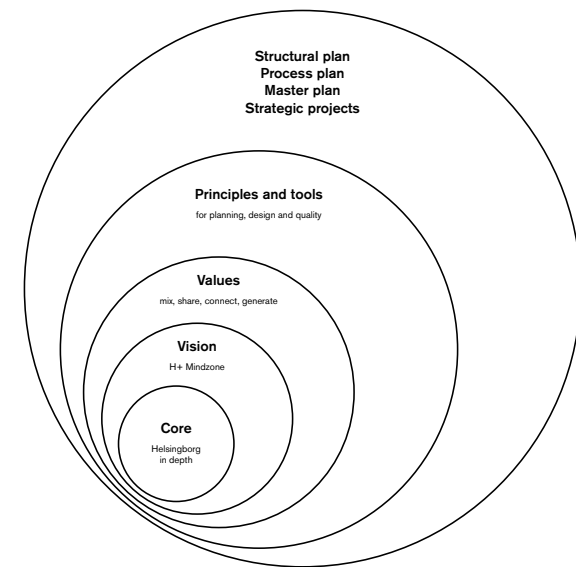 Structural plan
Process plan
Master plan
Strategic projects
Principles and tools
for planning, design and quality
Values
mix, share, connect, generate
Vision
H+ Mindzone
Core
Helsingborg
in depth